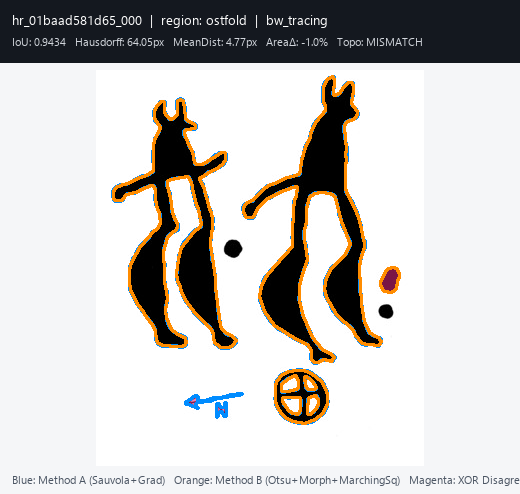 hr_01baad581d65_000 | region: ostfold | bw_tracing
IoU: 0.9434 Hausdorff: 64.05px MeanDist: 4.77px AreaΔ: -1.0% Topo: MISMATCH
N
Blue: Method A (Sauvola+Grad) Orange: Method B (Otsu+Morph+MarchingSq) Magenta: XOR Disagre